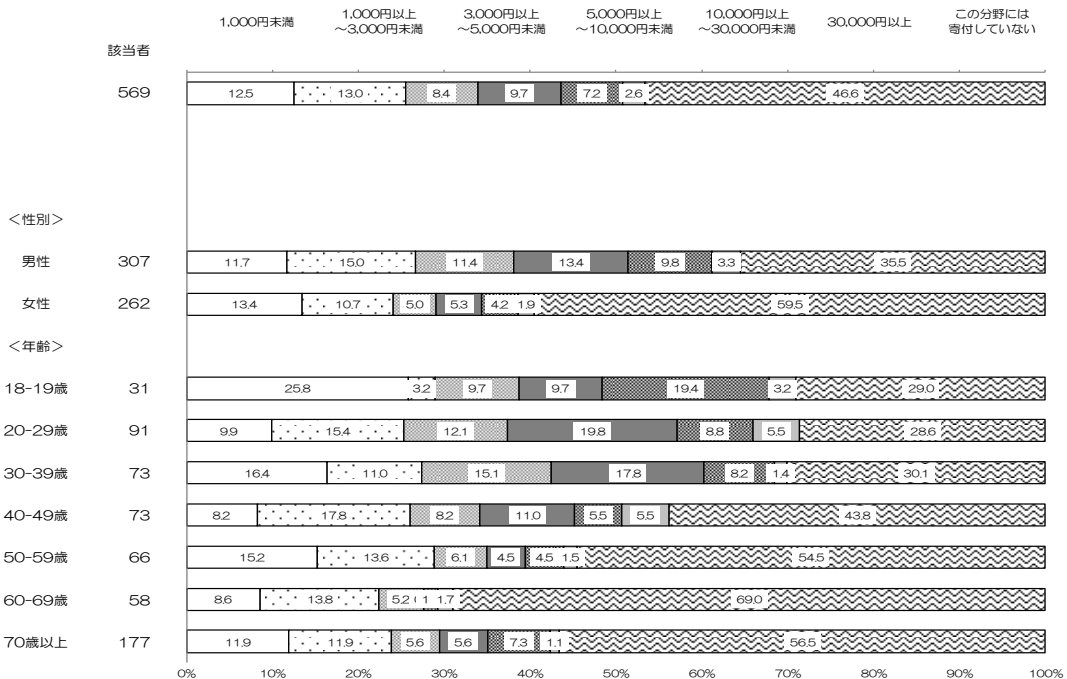 1,000円未満
1,000円以上
～3,000円未満
3,000円以上
～5,000円未満
5,000円以上
～10,000円未満
10,000円以上
～30,000円未満
30,000円以上
この分野には
寄付していない
該当者
569 12.5 13.0 8.4 9.7 7.2 2.6 46.6
＜性別＞
男性 307 11.7 15.0 11.4 13.4 9.8 3.3 35.5
女性 262 13.4 10.7 5.0 5.3 4.2 1.9 59.5
＜年齢＞
18-19歳 31 25.8 3.2 9.7 9.7 19.4 3.2 29.0
20-29歳 91 9.9 15.4 12.1 19.8 8.8 5.5 28.6
30-39歳 73 16.4 11.0 15.1 17.8 8.2 1.4 30.1
40-49歳 73 8.2 17.8 8.2 11.0 5.5 5.5 43.8
50-59歳 66 15.2 13.6 6.1 4.5 4.5 1.5 54.5
60-69歳 58 8.6 13.8 5.2 1.7 69.0
70歳以上 177 11.9 11.9 5.6 5.6 7.3 1.1 56.5
0% 10% 20% 30% 40% 50% 60% 70% 80% 90% 100%